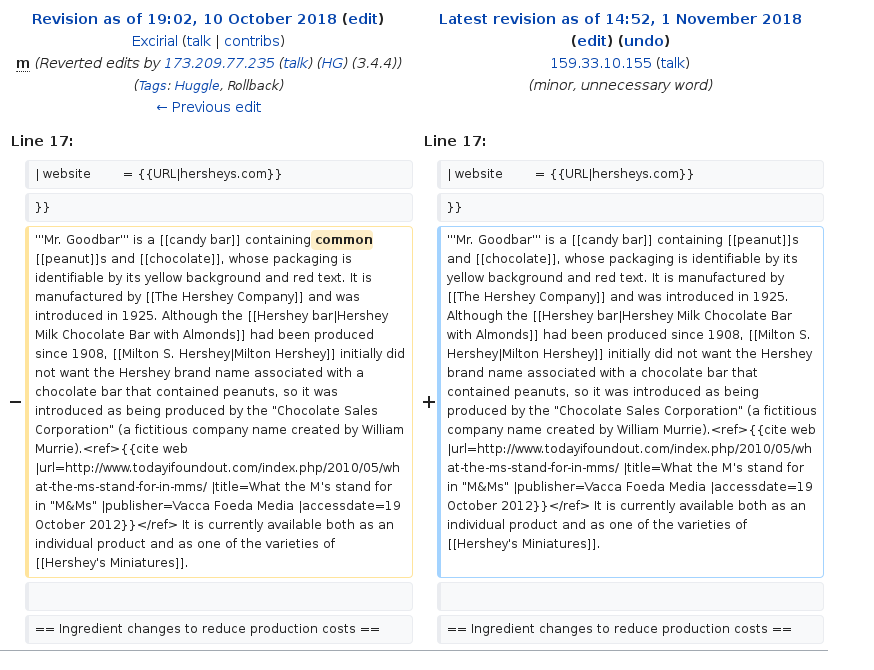 Revision as of 19:02, 10 October 2018 (edit)
Excirial (talk | contribs)
m (Reverted edits by 173.209.77.235 (talk) (HG) (3.4.4))
(Tags: Huggle, Rollback)
← Previous edit
Latest revision as of 14:52, 1 November 2018
(edit) (undo)
159.33.10.155 (talk)
(minor, unnecessary word)
Line 17:
Line 17:
| website = {{URL|hersheys.com}}
| website = {{URL|hersheys.com}}
}}
}}
−
'''Mr. Goodbar''' is a [[candy bar]] containing common
[[peanut]]s and [[chocolate]], whose packaging is
identifiable by its yellow background and red text. It is
manufactured by [[The Hershey Company]] and was
introduced in 1925. Although the [[Hershey bar|Hershey
Milk Chocolate Bar with Almonds]] had been produced
since 1908, [[Milton S. Hershey|Milton Hershey]] initially did
not want the Hershey brand name associated with a
chocolate bar that contained peanuts, so it was
introduced as being produced by the "Chocolate Sales
Corporation" (a fictitious company name created by William
Murrie).<ref>{{cite web
|url=http://www.todayifoundout.com/index.php/2010/05/wh
at-the-ms-stand-for-in-mms/ |title=What the M's stand for
in "M&Ms" |publisher=Vacca Foeda Media |accessdate=19
October 2012}}</ref> It is currently available both as an
individual product and as one of the varieties of
[[Hershey's Miniatures]].
+
'''Mr. Goodbar''' is a [[candy bar]] containing [[peanut]]s
and [[chocolate]], whose packaging is identifiable by its
yellow background and red text. It is manufactured by
[[The Hershey Company]] and was introduced in 1925.
Although the [[Hershey bar|Hershey Milk Chocolate Bar
with Almonds]] had been produced since 1908, [[Milton S.
Hershey|Milton Hershey]] initially did not want the Hershey
brand name associated with a chocolate bar that
contained peanuts, so it was introduced as being
produced by the "Chocolate Sales Corporation" (a fictitious
company name created by William Murrie).<ref>{{cite web
|url=http://www.todayifoundout.com/index.php/2010/05/wh
at-the-ms-stand-for-in-mms/ |title=What the M's stand for
in "M&Ms" |publisher=Vacca Foeda Media |accessdate=19
October 2012}}</ref> It is currently available both as an
individual product and as one of the varieties of
[[Hershey's Miniatures]].
== Ingredient changes to reduce production costs ==
== Ingredient changes to reduce production costs ==